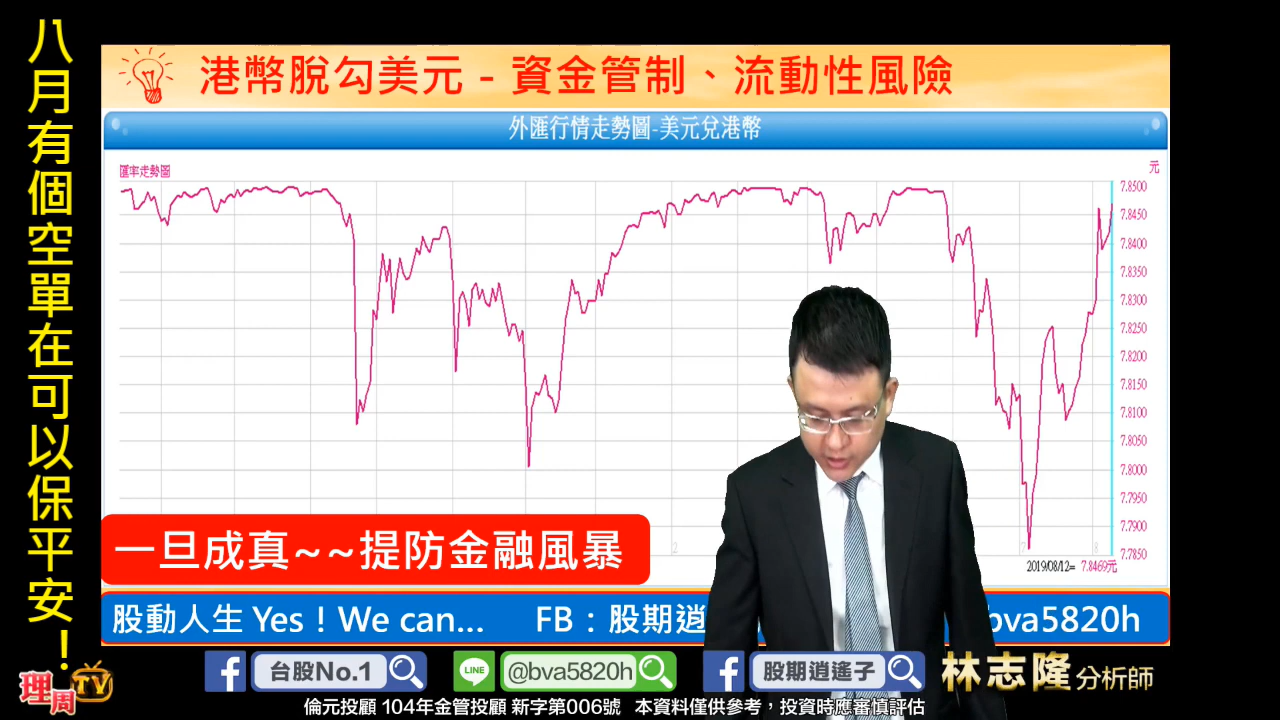 八月有個空單在可以保平安！
港幣脫勾美元 - 資金管制、流動性風險
外匯行情走勢圖-美元兌港幣
匯率走勢圖
元
7.8500
7.8450
7.8400
7.8350
7.8300
7.8250
7.8200
7.8150
7.8100
7.8050
7.8000
7.7950
7.7900
7.7850
2
7
8
2019/08/12= 7.8469元
一旦成真~~提防金融風暴
股動人生 Yes！We can... FB：股期逍 bva5820h
理周TV
台股No.1
LINE
@bva5820h
股期逍遙子
林志隆 分析師
倫元投顧 104年金管投顧 新字第006號 本資料僅供參考，投資時應審慎評估